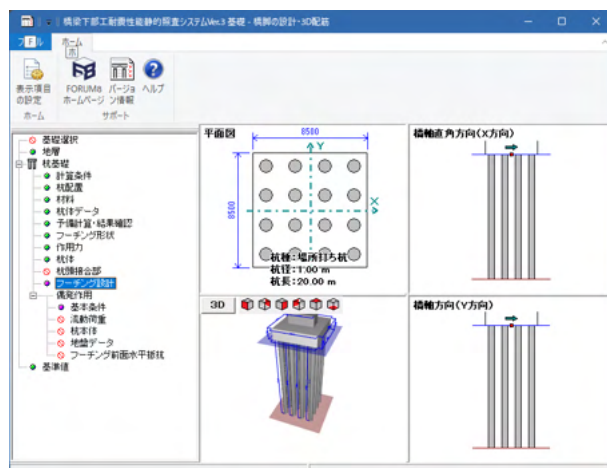 橋梁下部工耐震性能静的照査システムVer.3 基礎 - 橋脚の設計・3D配筋
ファイル
F
ホーム
ホ
表示項目
の設定
FORUM8
ホームページ
バージョ
ン情報
ヘルプ
ホーム
サポート
基礎選択
地層
杭基礎
計算条件
杭配置
材料
杭体データ
予備計算・結果確認
フーチング形状
作用力
杭体
杭頭接合部
フーチング設計
偶発作用
基本条件
流動荷重
杭本体
地盤データ
フーチング前面水平抵抗
基準値
平面図
8500
Y
8500
X
杭種:場所打ち杭
杭径:1.00 m
杭長:20.00 m
橋軸直角方向(X方向)
3D
橋軸方向(Y方向)